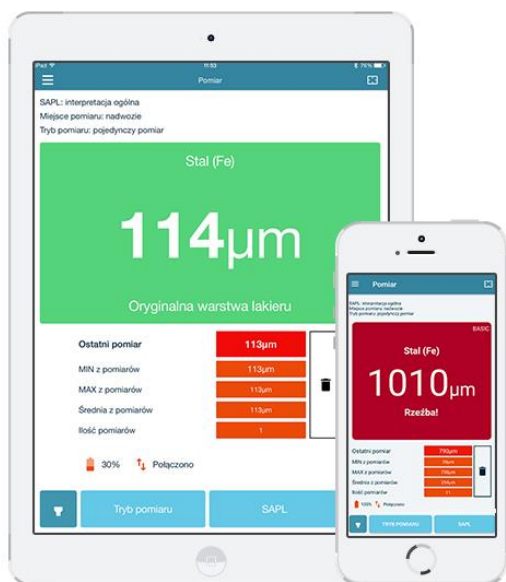 iPad
11:53
76%
Pomiar
SAPL: interpretacja ogólna
Miejsce pomiaru: nadwozie
Tryb pomiaru: pojedynczy pomiar
Stal (Fe)
114μm
Oryginalna warstwa lakieru
Ostatni pomiar 113μm
MIN z pomiarów 113μm
MAX z pomiarów 113μm
Średnia z pomiarów 113μm
Ilość pomiarów 1
30% Połączono
Tryb pomiaru SAPL
Pomiar
SAPL: interpretacja ogólna
Miejsce pomiaru: nadwozie
Tryb pomiaru: pojedynczy pomiar
BASIC
Stal (Fe)
1010μm
Rzeźba!
Ostatni pomiar 790μm
MIN z pomiarów
MAX z pomiarów
Średnia z pomiarów
Ilość pomiarów 11
100% Połączono
TRYB POMIARU SAPL